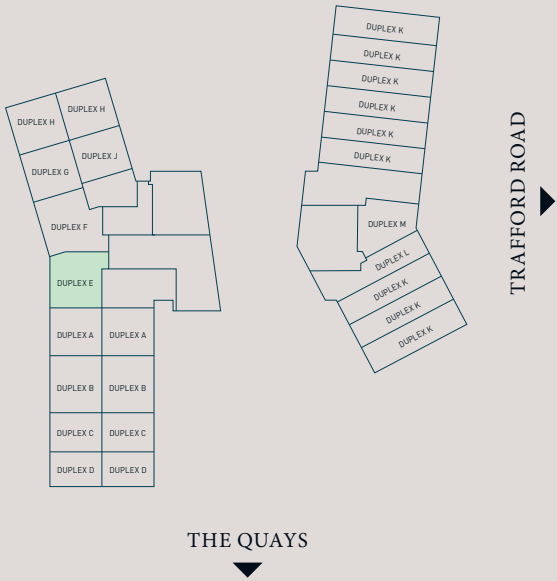 DUPLEX K
DUPLEX K
DUPLEX K
DUPLEX K
DUPLEX K
DUPLEX K
DUPLEX H
DUPLEX H
DUPLEX J
DUPLEX G
DUPLEX F
DUPLEX M
DUPLEX L
DUPLEX K
DUPLEX K
DUPLEX K
DUPLEX E
DUPLEX A
DUPLEX A
DUPLEX B
DUPLEX B
DUPLEX C
DUPLEX C
DUPLEX D
DUPLEX D
TRAFFORD ROAD
THE QUAYS